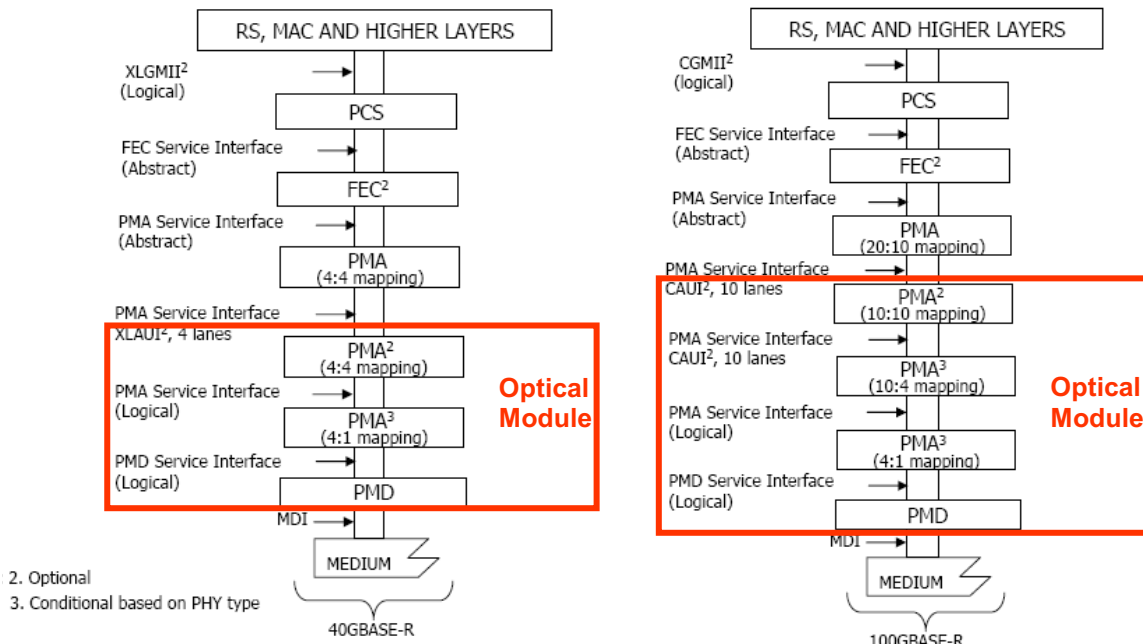 RS, MAC AND HIGHER LAYERS
XLGMII²
(Logical)
PCS
FEC Service Interface
(Abstract)
FEC²
PMA Service Interface
(Abstract)
PMA
(4:4 mapping)
PMA Service Interface
XLAUI², 4 lanes
PMA²
(4:4 mapping)
Optical
Module
PMA Service Interface
(Logical)
PMA³
(4:1 mapping)
PMD Service Interface
(Logical)
PMD
MDI
MEDIUM
2. Optional
3. Conditional based on PHY type
40GBASE-R
RS, MAC AND HIGHER LAYERS
CGMII²
(logical)
PCS
FEC Service Interface
(Abstract)
FEC²
PMA Service Interface
(Abstract)
PMA
(20:10 mapping)
PMA Service Interface
CAUI², 10 lanes
PMA²
(10:10 mapping)
PMA Service Interface
CAUI², 10 lanes
PMA³
(10:4 mapping)
Optical
Module
PMA Service Interface
(Logical)
PMA³
(4:1 mapping)
PMD Service Interface
(Logical)
PMD
MDI
MEDIUM
100GBASE-R